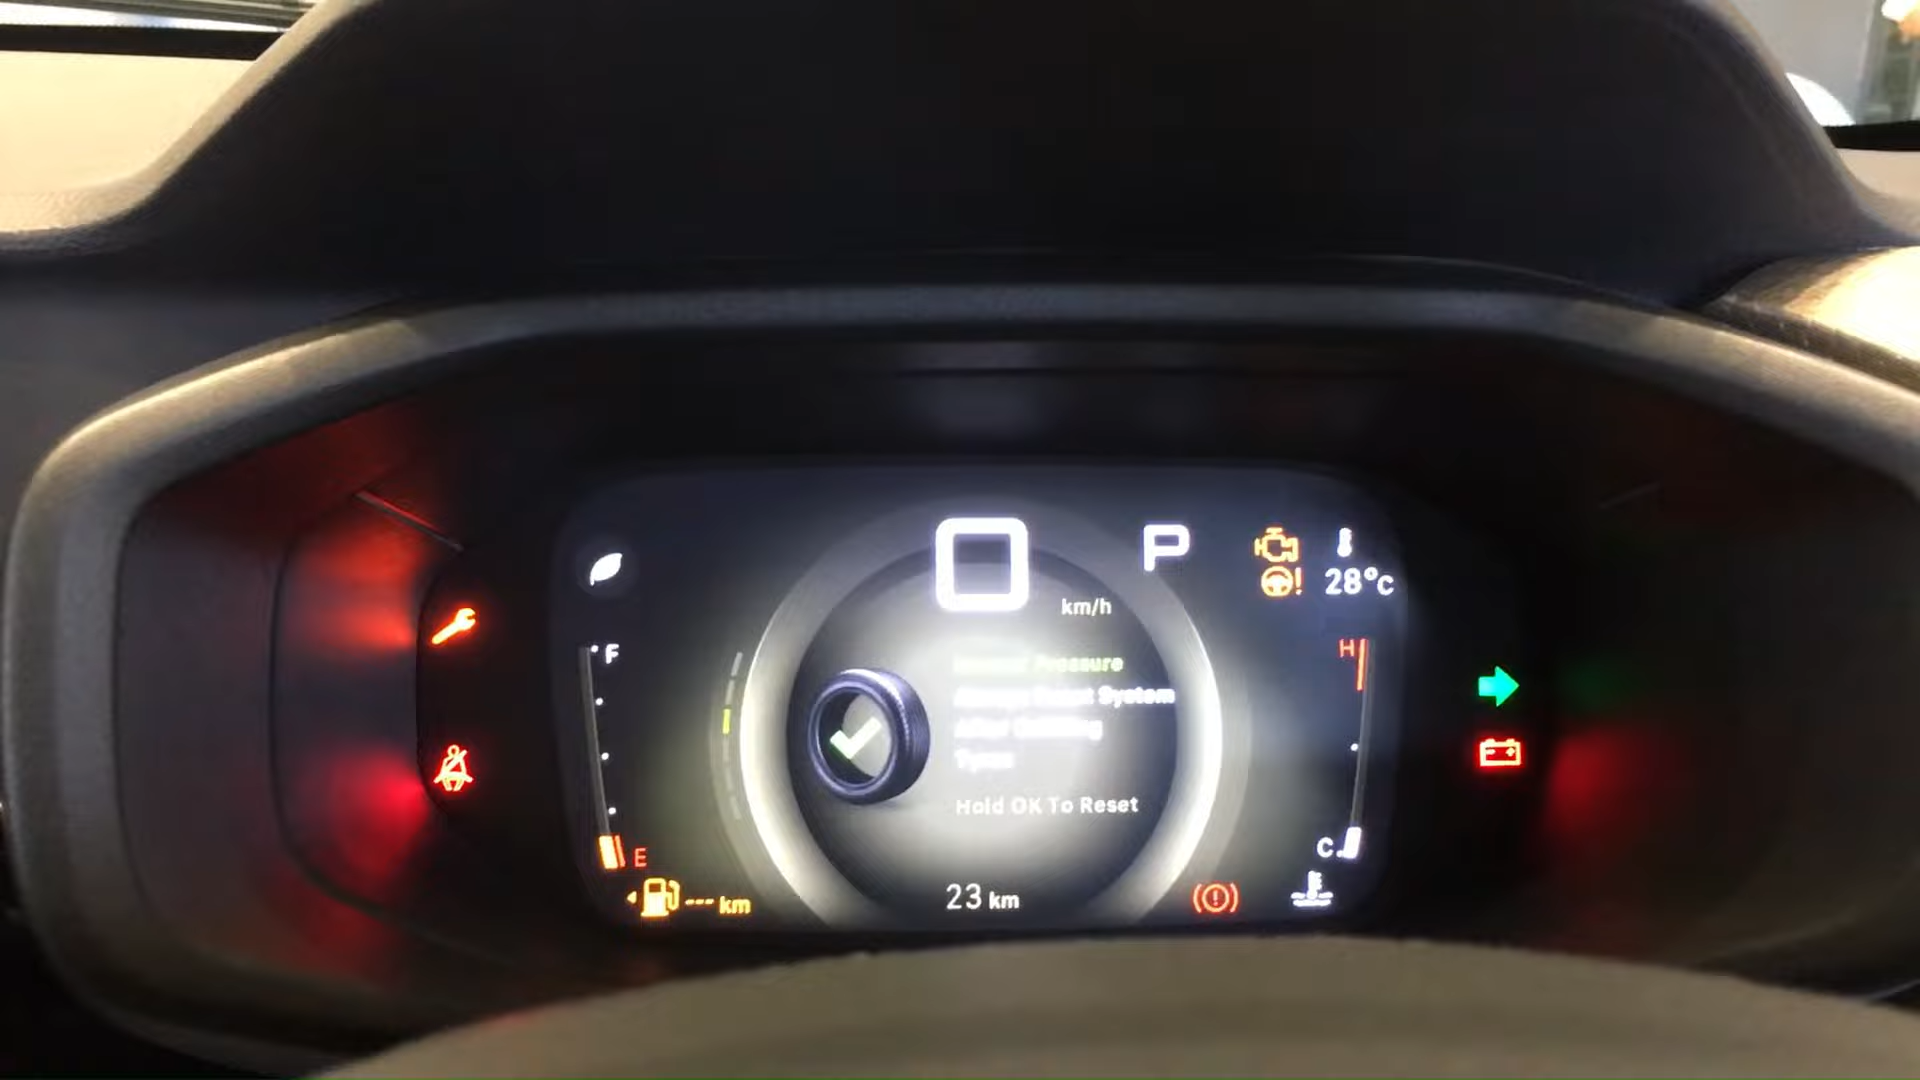 0
P
28°C
km/h
F
H
Pressure
System
Hold OK To Reset
E
C
--- km
23 km